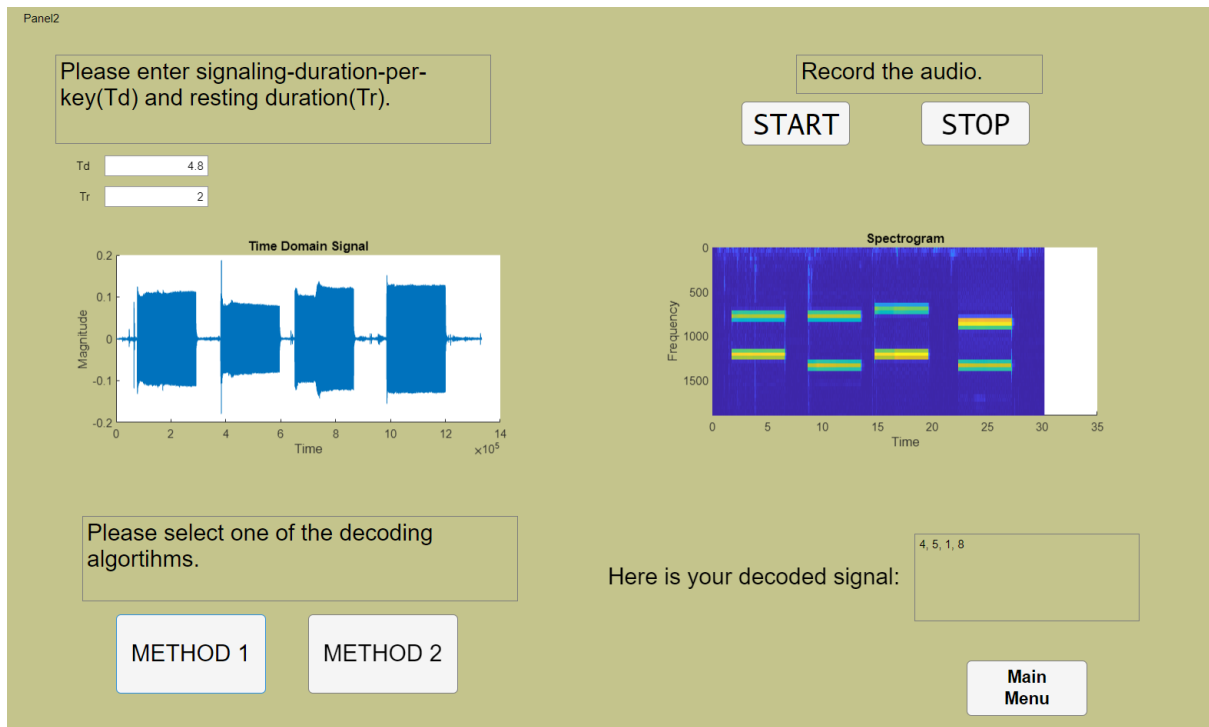 Panel2
Please enter signaling-duration-per-
key(Td) and resting duration(Tr).
Td
4.8
Tr
2
Record the audio.
START
STOP
Time Domain Signal
Magnitude
0.2
0.1
0
-0.1
-0.2
0 2 4 6 8 10 12 14
Time
×10⁵
Spectrogram
Frequency
0
500
1000
1500
0 5 10 15 20 25 30 35
Time
Please select one of the decoding
algortihms.
METHOD 1
METHOD 2
Here is your decoded signal:
4, 5, 1, 8
Main
Menu